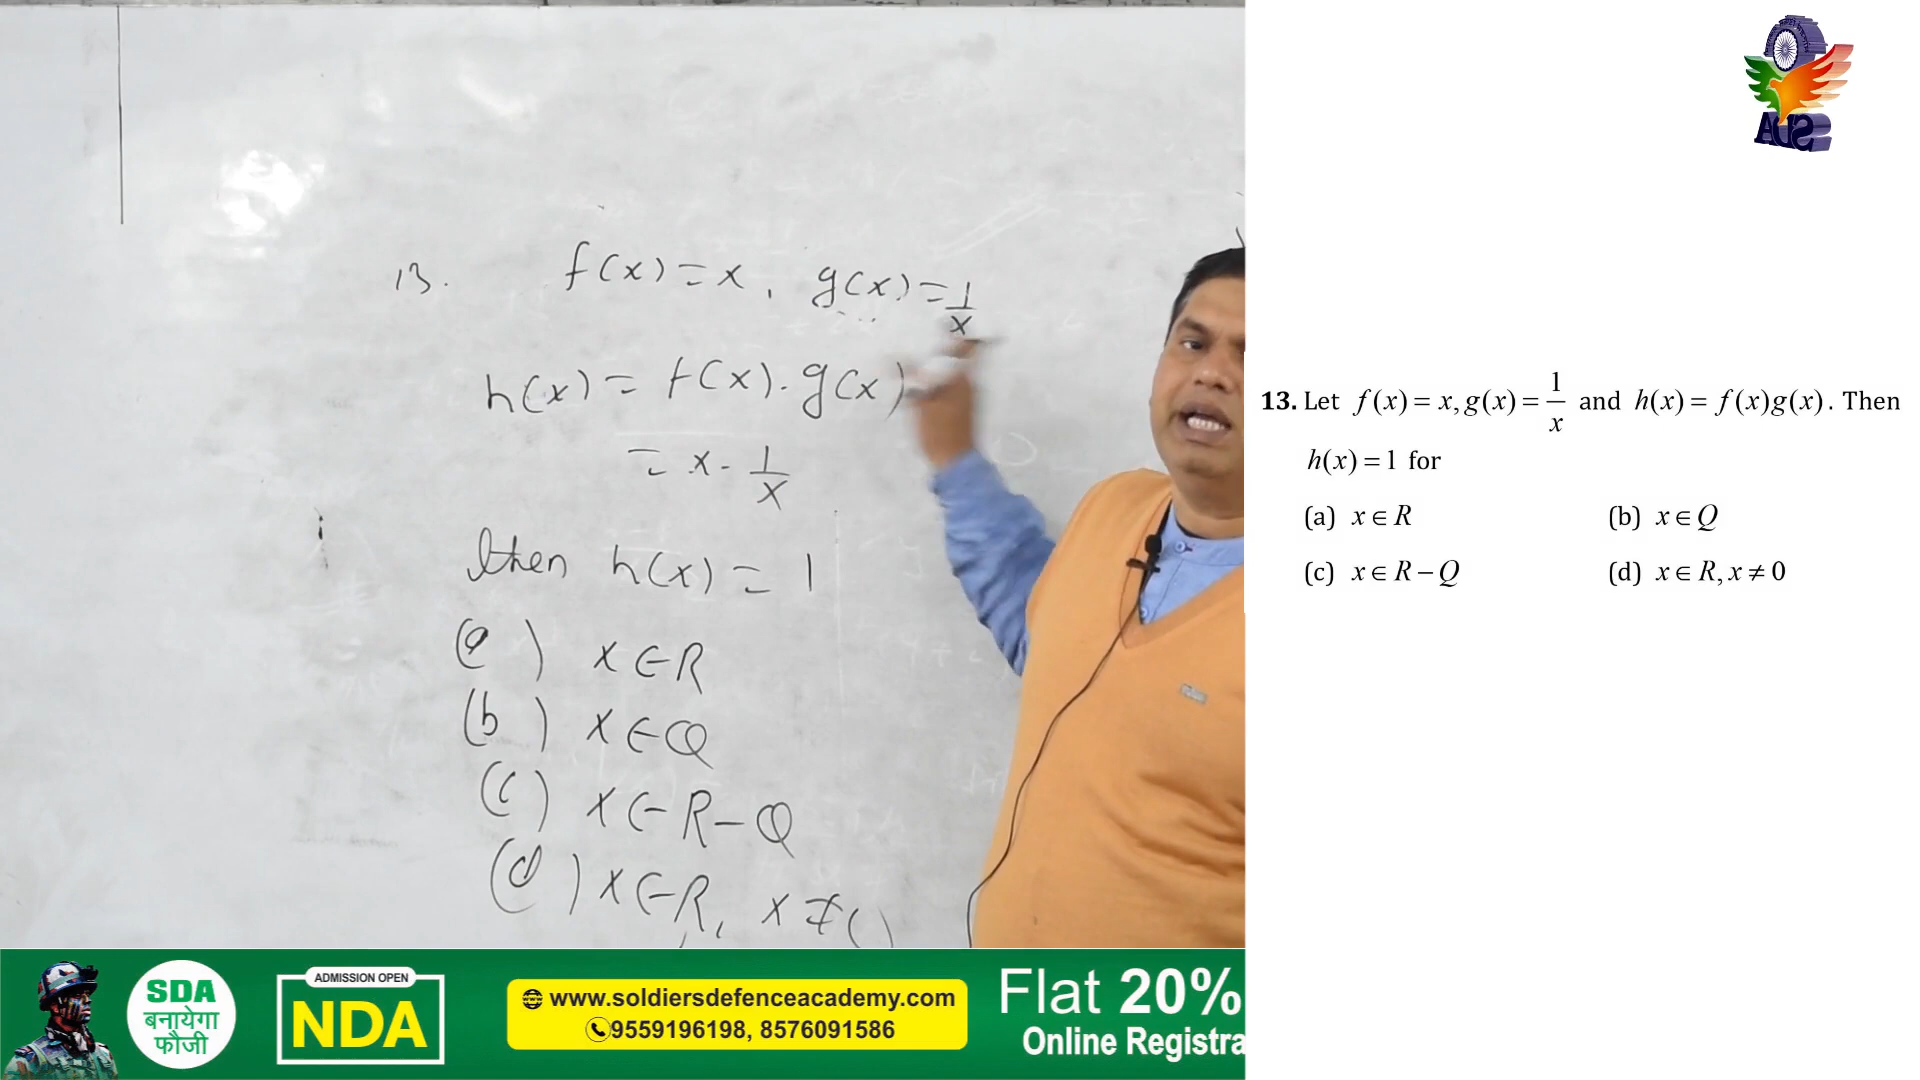 13. f(x) = x, g(x) = 1/x
h(x) = f(x). g(x)
= x - 1/x
then h(x) = 1
(a) x ∈ R
(b) x ∈ Q
(c) x ∈ R - Q
(d) x ∈ R, x ≠ 0
13. Let f(x) = x, g(x) = 1/x and h(x) = f(x)g(x). Then
h(x) = 1 for
(a) x ∈ R (b) x ∈ Q
(c) x ∈ R − Q (d) x ∈ R, x ≠ 0
SDA
बनायेगा
फौजी
ADMISSION OPEN
NDA
www.soldiersdefenceacademy.com
9559196198, 8576091586
Flat 20%
Online Registra